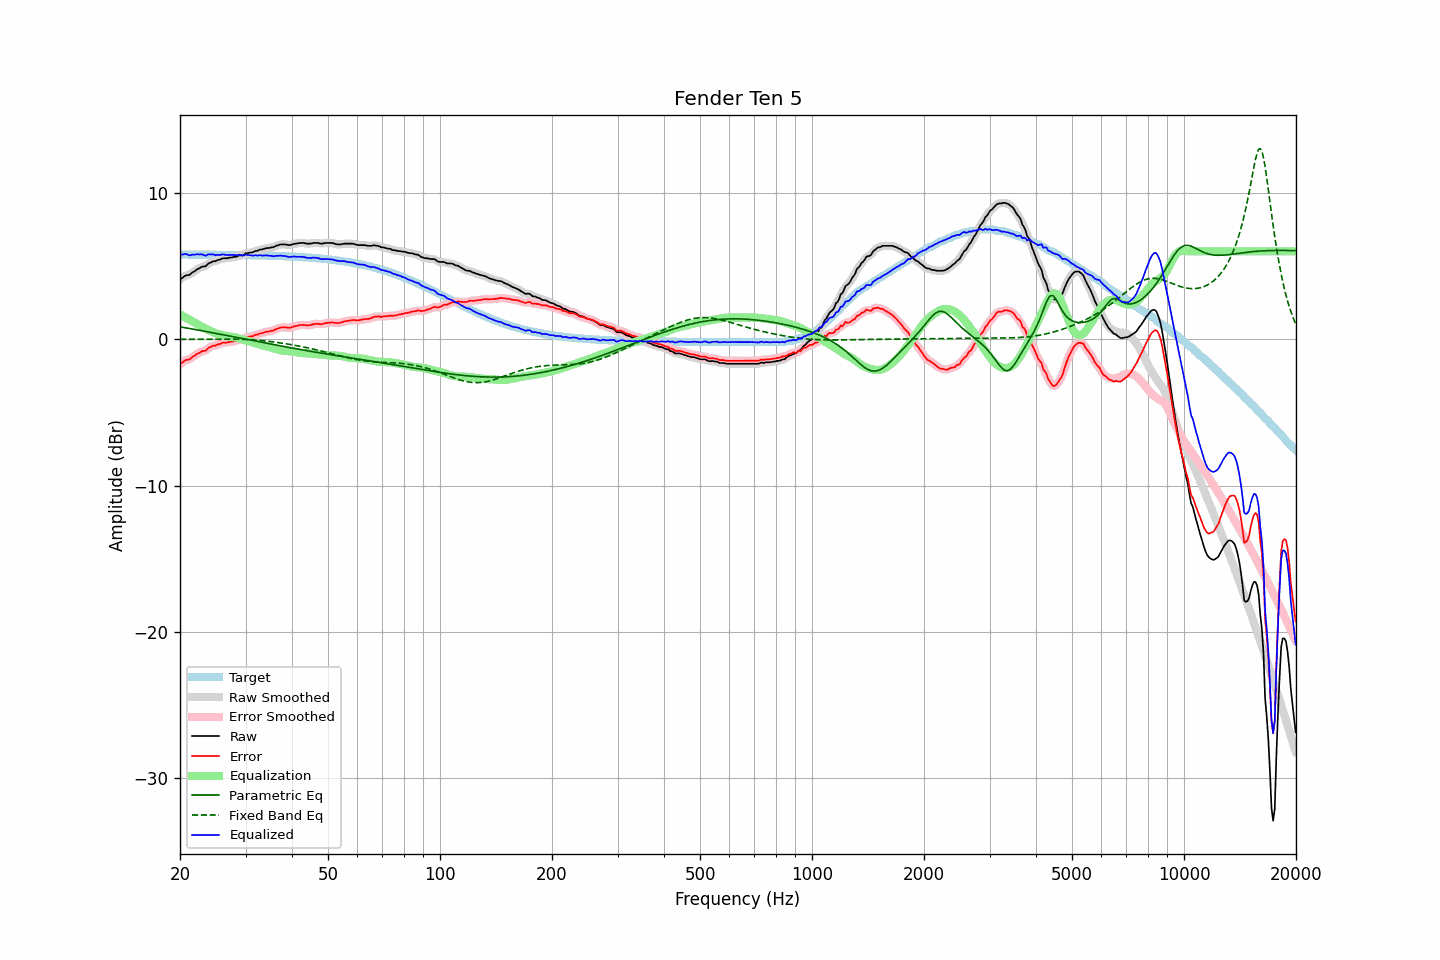 Fender Ten 5
10
0
−10
−20
−30
Amplitude (dBr)
Target
Raw Smoothed
Error Smoothed
Raw
Error
Equalization
Parametric Eq
Fixed Band Eq
Equalized
20 50 100 200 500 1000 2000 5000 10000 20000
Frequency (Hz)